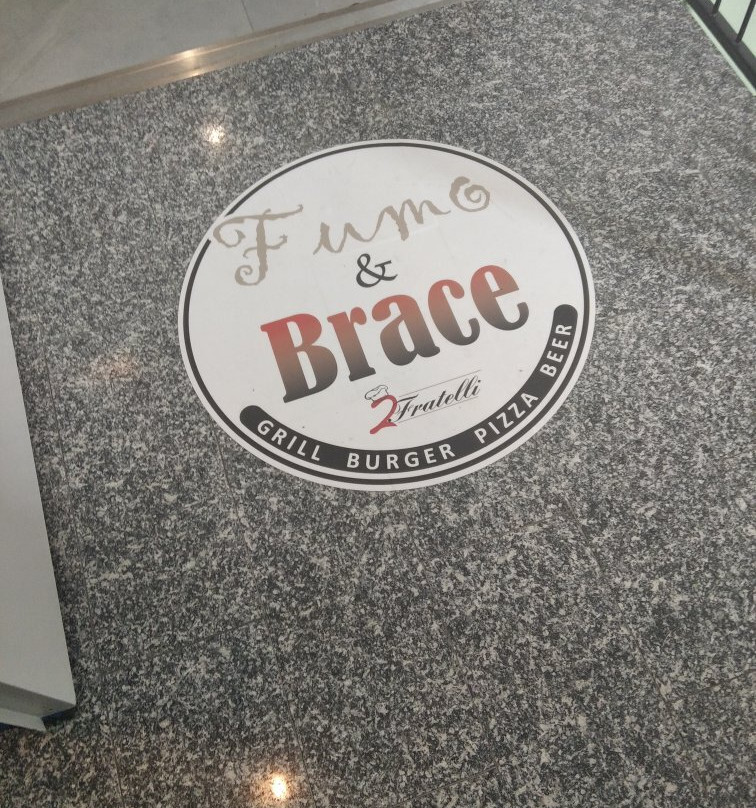 Fumo
&
Brace
2 Fratelli
GRILL BURGER PIZZA BEER